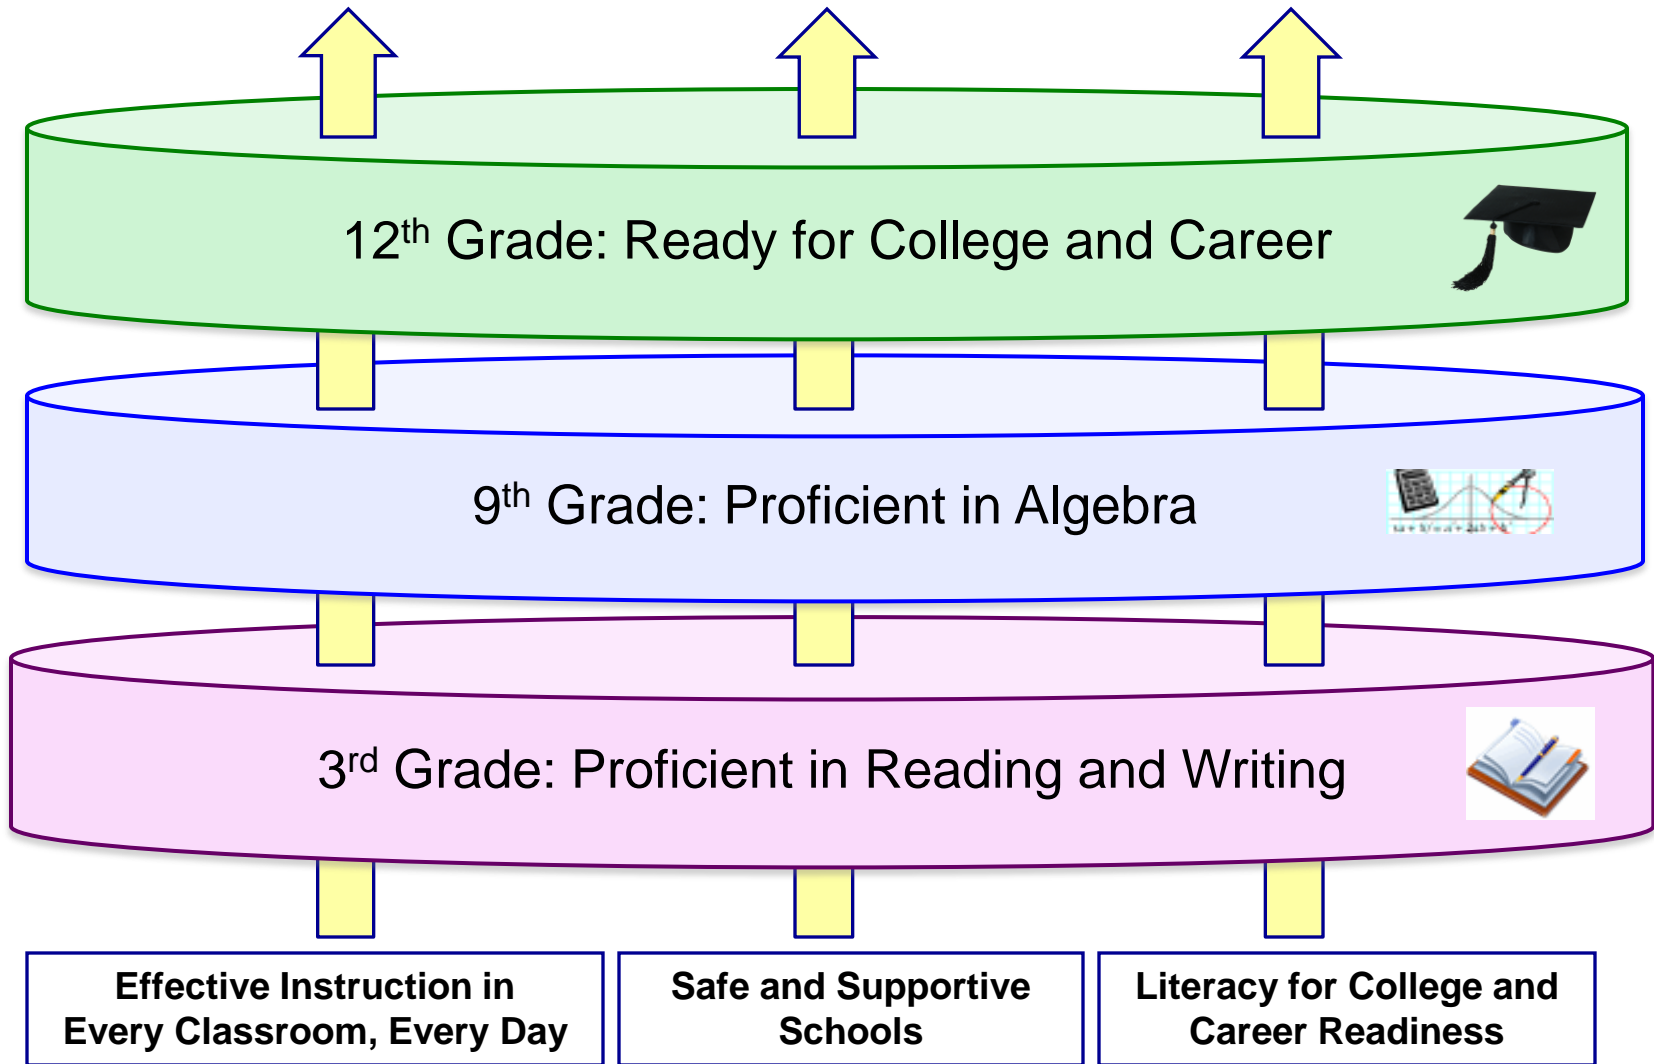 12th Grade: Ready for College and Career
9th Grade: Proficient in Algebra
3rd Grade: Proficient in Reading and Writing
Effective Instruction in
Every Classroom, Every Day
Safe and Supportive
Schools
Literacy for College and
Career Readiness